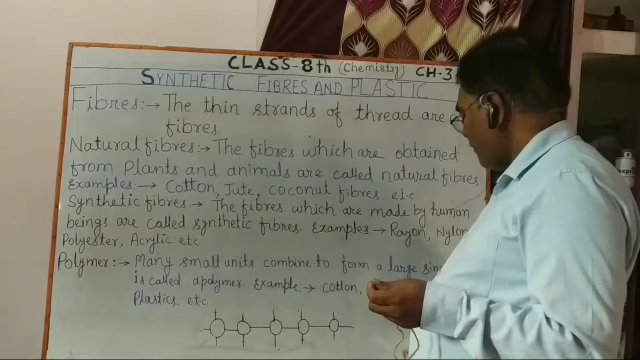 CLASS-8th (Chemistry) CH-3
SYNTHETIC FIBRES AND PLASTIC
Fibres:→ The thin strands of thread are
fibres.
Natural fibres:→ The fibres which are obtained
from Plants and animals are called natural fibres
Examples:→ Cotton, Jute, coconut fibres etc
Synthetic fibres → The fibres which are made by human
beings are called synthetic fibres. Examples → Rayon, Nylon
Polyester, Acrylic etc
Polymer:→ Many small units combine to form a large
is called a polymer. Example → cotton,
Plastics. etc.